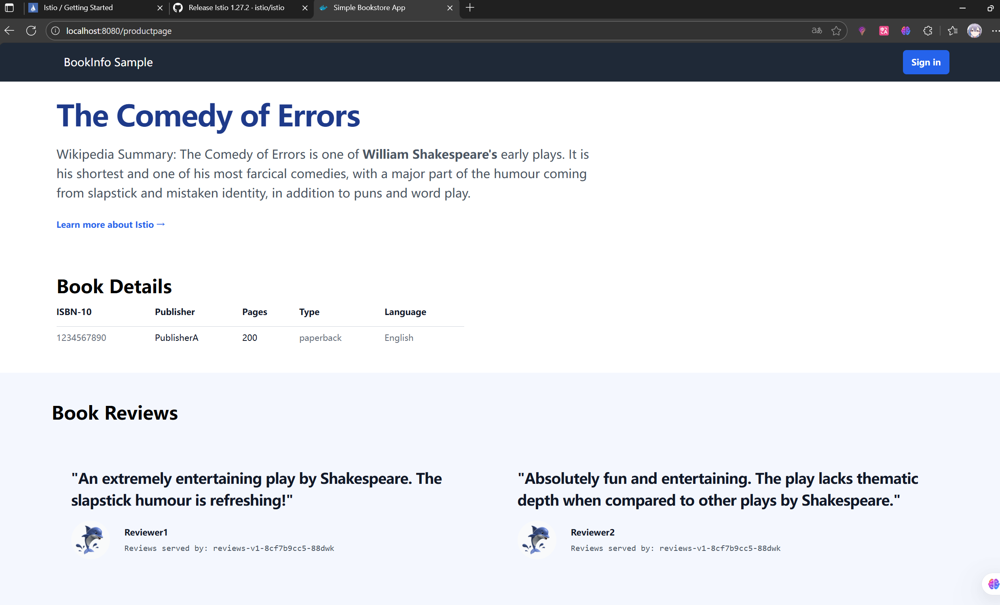 Istio / Getting Started
Release Istio 1.27.2 · istio/istio
Simple Bookstore App
localhost:8080/productpage
aあ
BookInfo Sample
Sign in
The Comedy of Errors
Wikipedia Summary: The Comedy of Errors is one of William Shakespeare's early plays. It is
his shortest and one of his most farcical comedies, with a major part of the humour coming
from slapstick and mistaken identity, in addition to puns and word play.
Learn more about Istio →
Book Details
ISBN-10 Publisher Pages Type Language
1234567890 PublisherA 200 paperback English
Book Reviews
"An extremely entertaining play by Shakespeare. The
slapstick humour is refreshing!"
Reviewer1
Reviews served by: reviews-v1-8cf7b9cc5-88dwk
"Absolutely fun and entertaining. The play lacks thematic
depth when compared to other plays by Shakespeare."
Reviewer2
Reviews served by: reviews-v1-8cf7b9cc5-88dwk